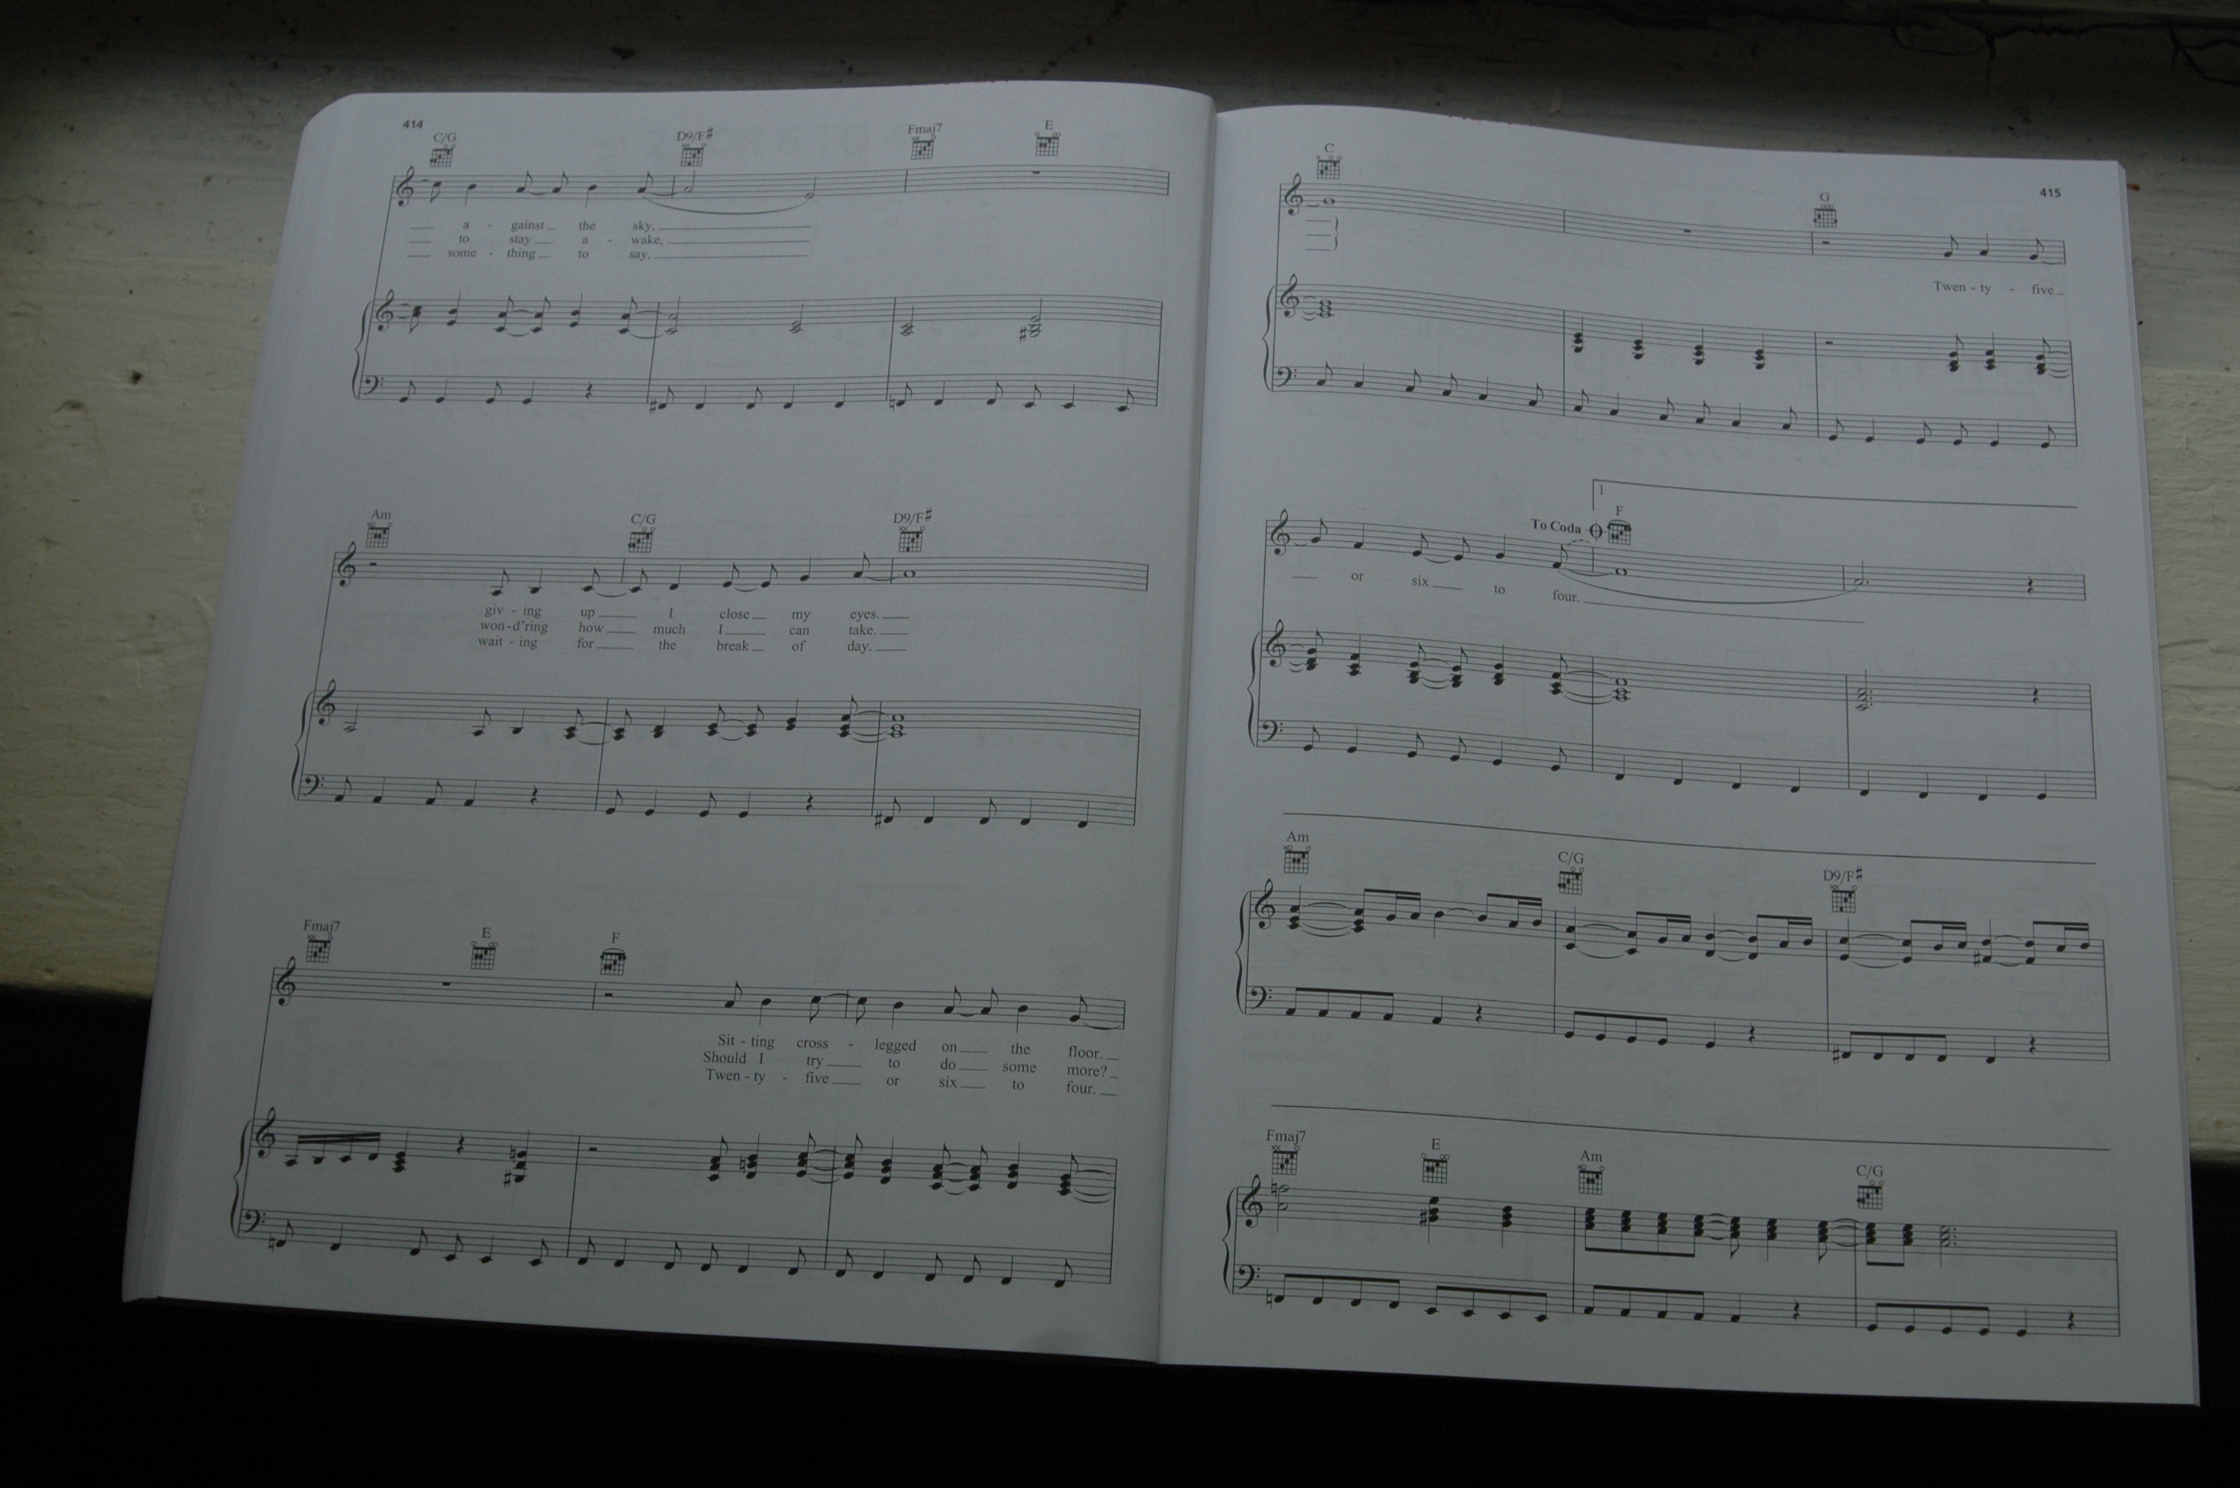 414
C/G D9/F♯ Fmaj7 E
a - gainst the sky,
to stay a - wake,
some - thing to say,
Am C/G D9/F♯
giv - ing up I close my eyes.
won - d'ring how much I can take.
wait - ing for the break of day.
Fmaj7 E F
Sit - ting cross - legged on the floor.
Should I try to do some more?
Twen - ty - five or six to four.
415
C G
Twen - ty - five
1
To Coda F
or six to four.
Am C/G D9/F♯
Fmaj7 E Am C/G